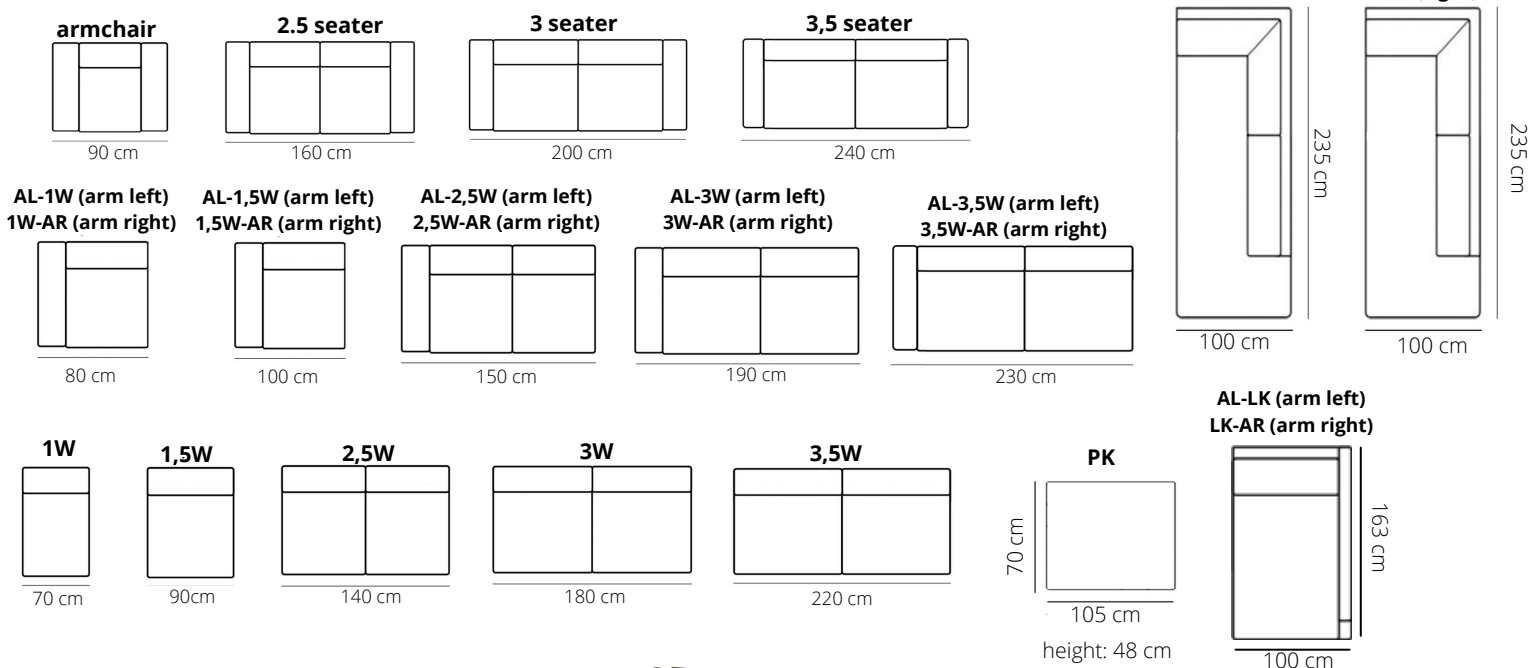 armchair
2.5 seater
3 seater
3,5 seater
90 cm
160 cm
200 cm
240 cm
235 cm
235 cm
100 cm
100 cm
AL-1W (arm left)
1W-AR (arm right)
AL-1,5W (arm left)
1,5W-AR (arm right)
AL-2,5W (arm left)
2,5W-AR (arm right)
AL-3W (arm left)
3W-AR (arm right)
AL-3,5W (arm left)
3,5W-AR (arm right)
80 cm
100 cm
150 cm
190 cm
230 cm
1W
1,5W
2,5W
3W
3,5W
70 cm
90cm
140 cm
180 cm
220 cm
PK
70 cm
105 cm
height: 48 cm
AL-LK (arm left)
LK-AR (arm right)
163 cm
100 cm